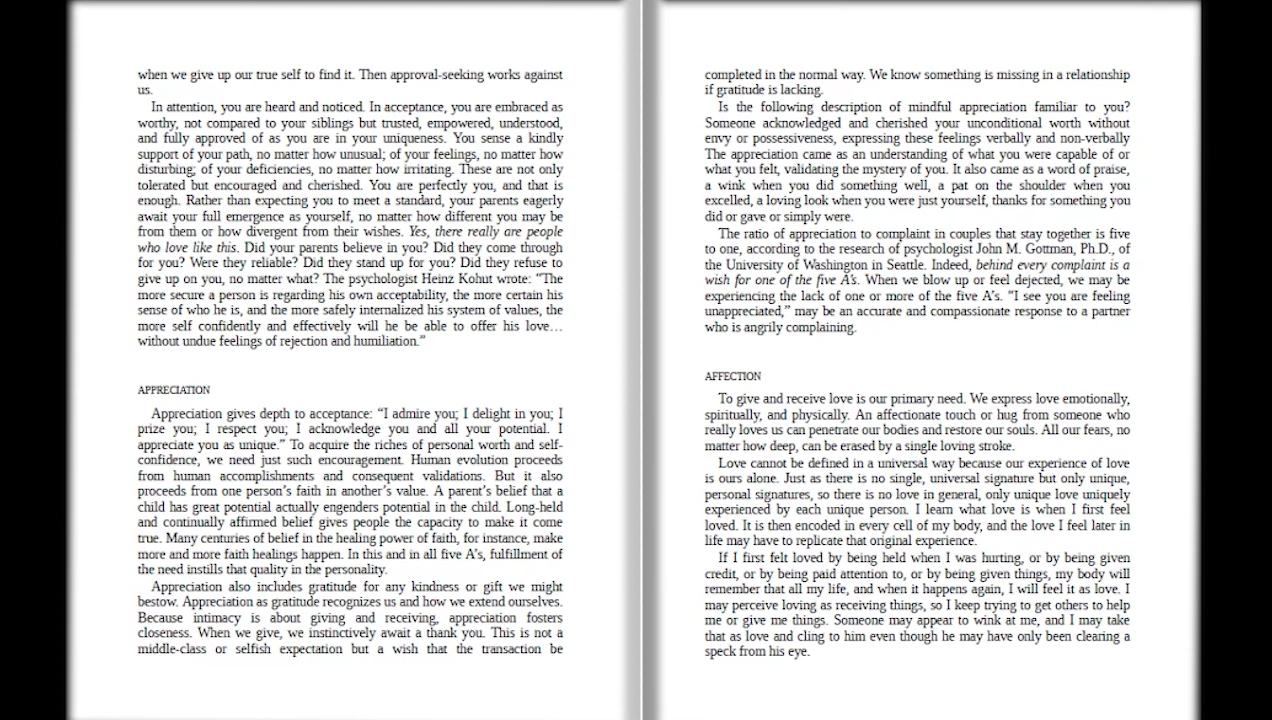 when we give up our true self to find it. Then approval-seeking works against
us.
In attention, you are heard and noticed. In acceptance, you are embraced as
worthy, not compared to your siblings but trusted, empowered, understood,
and fully approved of as you are in your uniqueness. You sense a kindly
support of your path, no matter how unusual; of your feelings, no matter how
disturbing; of your deficiencies, no matter how irritating. These are not only
tolerated but encouraged and cherished. You are perfectly you, and that is
enough. Rather than expecting you to meet a standard, your parents eagerly
await your full emergence as yourself, no matter how different you may be
from them or how divergent from their wishes. Yes, there really are people
who love like this. Did your parents believe in you? Did they come through
for you? Were they reliable? Did they stand up for you? Did they refuse to
give up on you, no matter what? The psychologist Heinz Kohut wrote: “The
more secure a person is regarding his own acceptability, the more certain his
sense of who he is, and the more safely internalized his system of values, the
more self confidently and effectively will he be able to offer his love…
without undue feelings of rejection and humiliation.”
APPRECIATION
Appreciation gives depth to acceptance: “I admire you; I delight in you; I
prize you; I respect you; I acknowledge you and all your potential. I
appreciate you as unique.” To acquire the riches of personal worth and self-
confidence, we need just such encouragement. Human evolution proceeds
from human accomplishments and consequent validations. But it also
proceeds from one person’s faith in another’s value. A parent’s belief that a
child has great potential actually engenders potential in the child. Long-held
and continually affirmed belief gives people the capacity to make it come
true. Many centuries of belief in the healing power of faith, for instance, make
more and more faith healings happen. In this and in all five A’s, fulfillment of
the need instills that quality in the personality.
Appreciation also includes gratitude for any kindness or gift we might
bestow. Appreciation as gratitude recognizes us and how we extend ourselves.
Because intimacy is about giving and receiving, appreciation fosters
closeness. When we give, we instinctively await a thank you. This is not a
middle-class or selfish expectation but a wish that the transaction be
completed in the normal way. We know something is missing in a relationship
if gratitude is lacking.
Is the following description of mindful appreciation familiar to you?
Someone acknowledged and cherished your unconditional worth without
envy or possessiveness, expressing these feelings verbally and non-verbally
The appreciation came as an understanding of what you were capable of or
what you felt, validating the mystery of you. It also came as a word of praise,
a wink when you did something well, a pat on the shoulder when you
excelled, a loving look when you were just yourself, thanks for something you
did or gave or simply were.
The ratio of appreciation to complaint in couples that stay together is five
to one, according to the research of psychologist John M. Gottman, Ph.D., of
the University of Washington in Seattle. Indeed, behind every complaint is a
wish for one of the five A’s. When we blow up or feel dejected, we may be
experiencing the lack of one or more of the five A’s. “I see you are feeling
unappreciated,” may be an accurate and compassionate response to a partner
who is angrily complaining.
AFFECTION
To give and receive love is our primary need. We express love emotionally,
spiritually, and physically. An affectionate touch or hug from someone who
really loves us can penetrate our bodies and restore our souls. All our fears, no
matter how deep, can be erased by a single loving stroke.
Love cannot be defined in a universal way because our experience of love
is ours alone. Just as there is no single, universal signature but only unique,
personal signatures, so there is no love in general, only unique love uniquely
experienced by each unique person. I learn what love is when I first feel
loved. It is then encoded in every cell of my body, and the love I feel later in
life may have to replicate that original experience.
If I first felt loved by being held when I was hurting, or by being given
credit, or by being paid attention to, or by being given things, my body will
remember that all my life, and when it happens again, I will feel it as love. I
may perceive loving as receiving things, so I keep trying to get others to help
me or give me things. Someone may appear to wink at me, and I may take
that as love and cling to him even though he may have only been clearing a
speck from his eye.